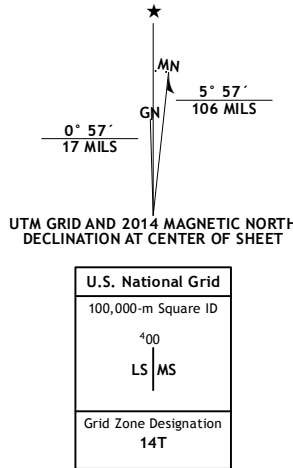 ★
MN
GN
5° 57´
106 MILS
0° 57´
17 MILS
UTM GRID AND 2014 MAGNETIC NORTH
DECLINATION AT CENTER OF SHEET
U.S. National Grid
100,000-m Square ID
⁴00
LS MS
Grid Zone Designation
14T